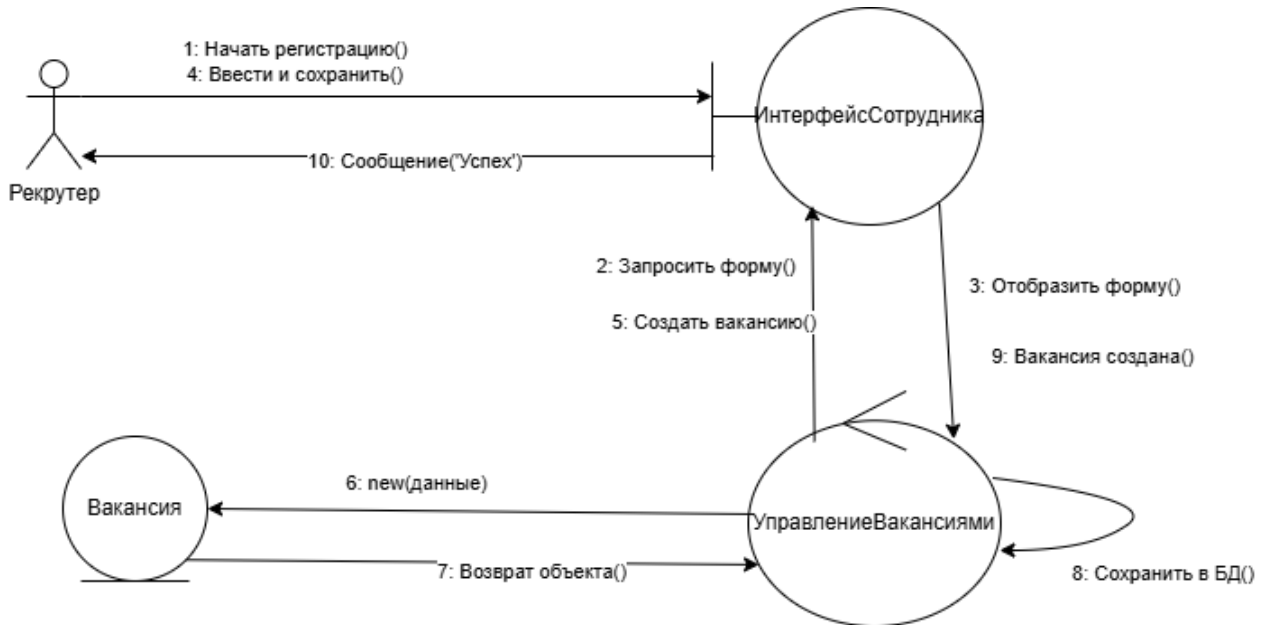 1: Начать регистрацию()
4: Ввести и сохранить()
ИнтерфейсСотрудника
10: Сообщение('Успех')
Рекрутер
2: Запросить форму()
3: Отобразить форму()
5: Создать вакансию()
9: Вакансия создана()
6: new(данные)
Вакансия
УправлениеВакансиями
7: Возврат объекта()
8: Сохранить в БД()